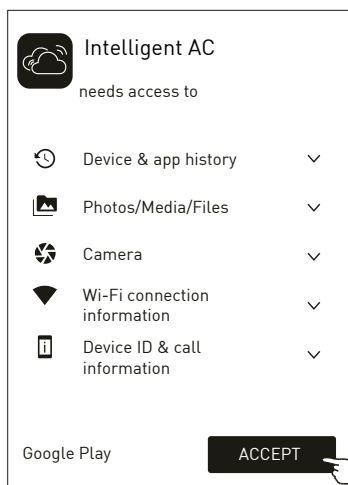 Intelligent AC
needs access to
Device & app history
Photos/Media/Files
Camera
Wi-Fi connection
information
Device ID & call
information
Google Play
ACCEPT